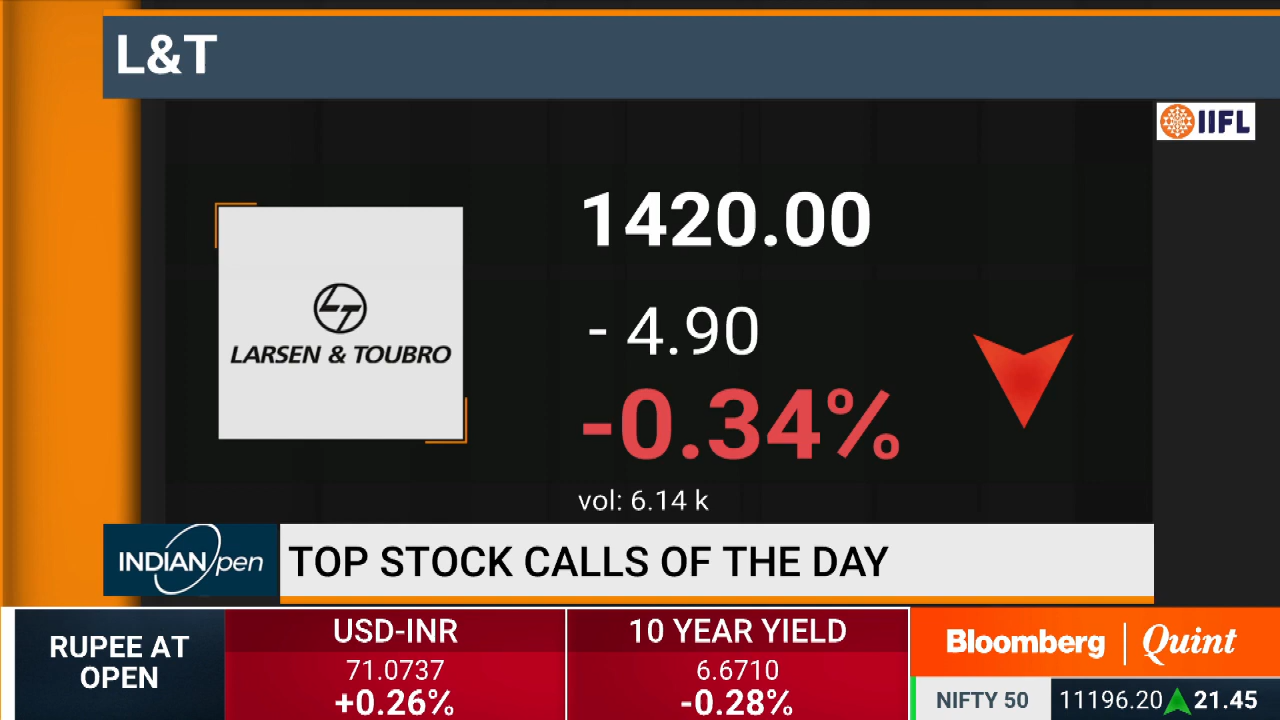 L&T
IIFL
1420.00
- 4.90
-0.34%
vol: 6.14 k
LT
LARSEN & TOUBRO
INDIAN Open
TOP STOCK CALLS OF THE DAY
RUPEE AT
OPEN
USD-INR
71.0737
+0.26%
10 YEAR YIELD
6.6710
-0.28%
Bloomberg | Quint
NIFTY 50
11196.20 21.45